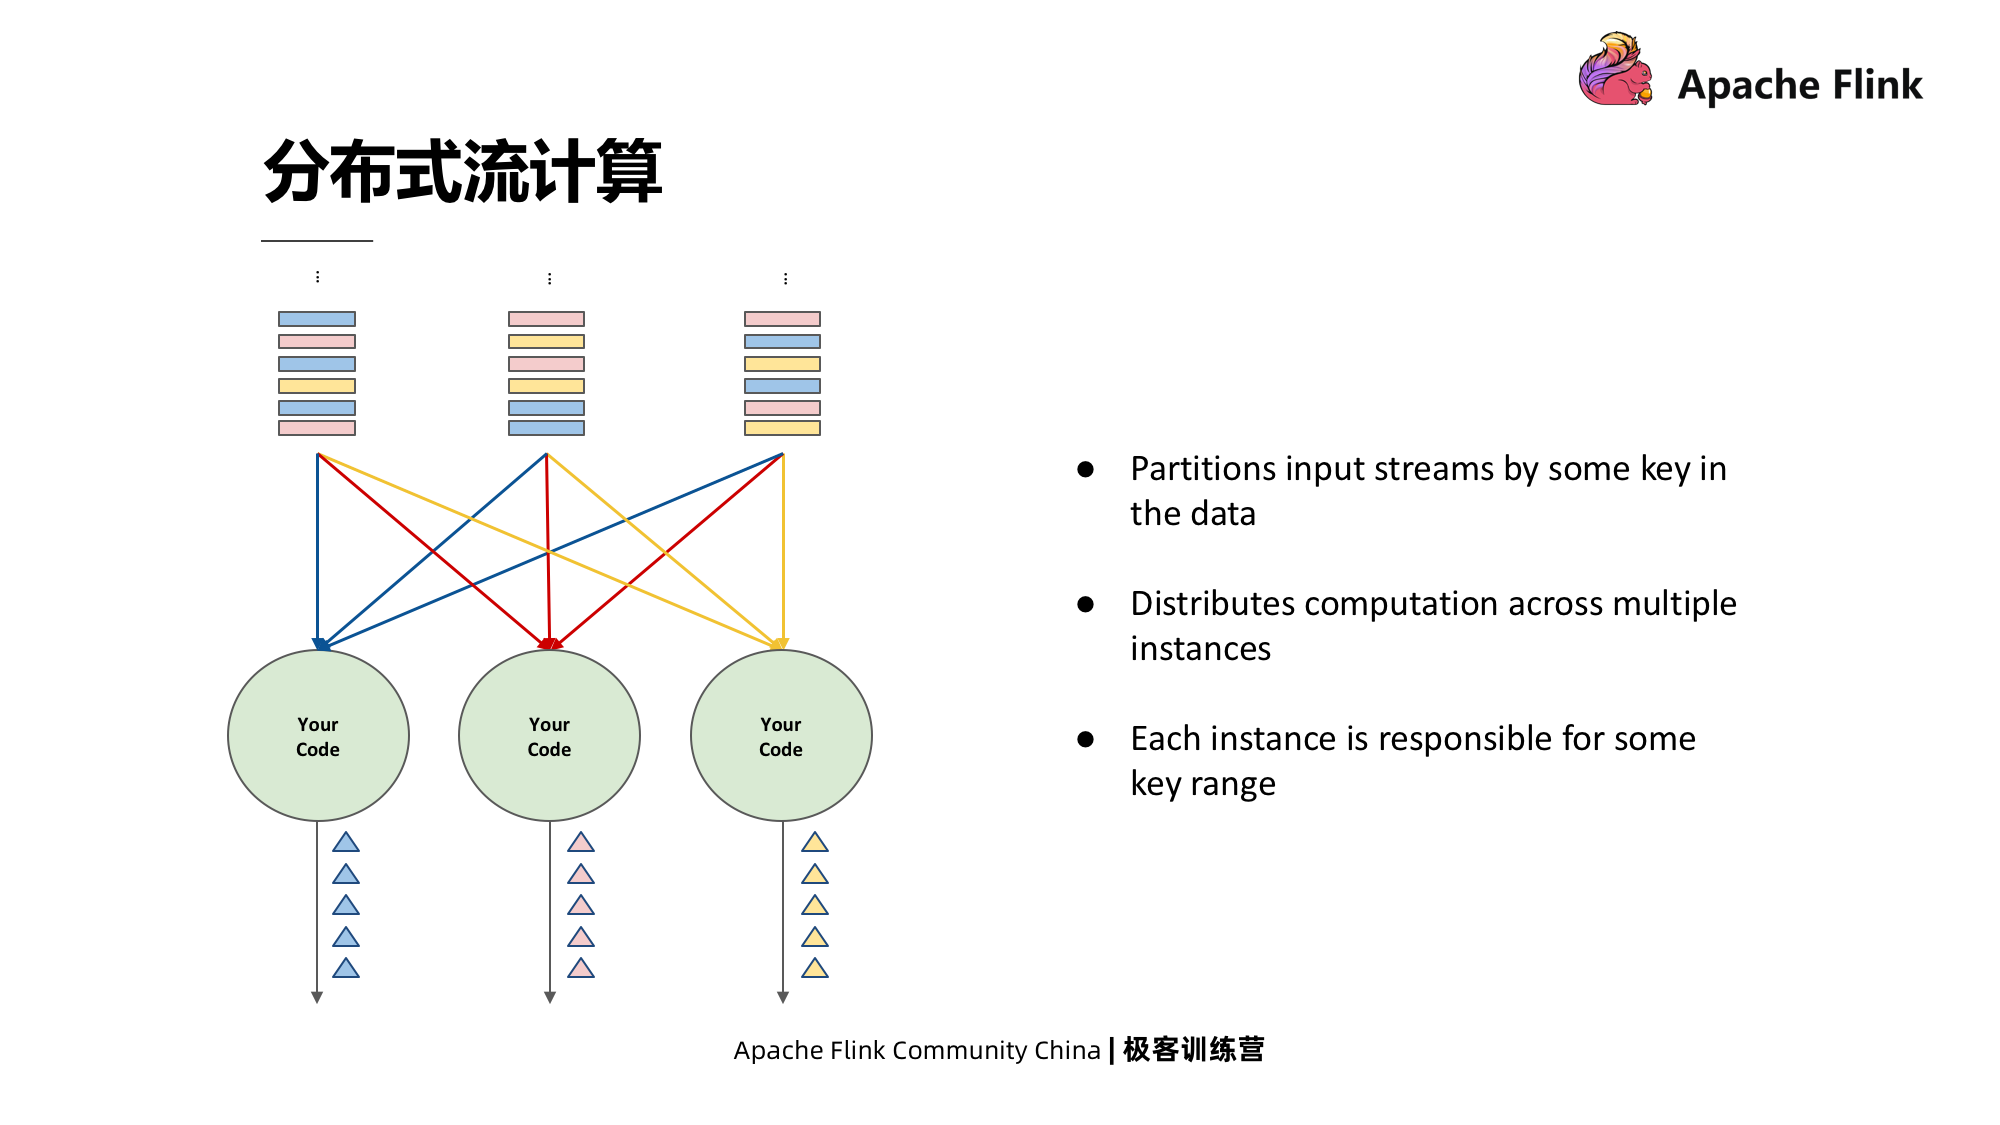 Apache Flink
分布式流计算
Your
Code
Your
Code
Your
Code
● Partitions input streams by some key in
the data
● Distributes computation across multiple
instances
● Each instance is responsible for some
key range
Apache Flink Community China | 极客训练营